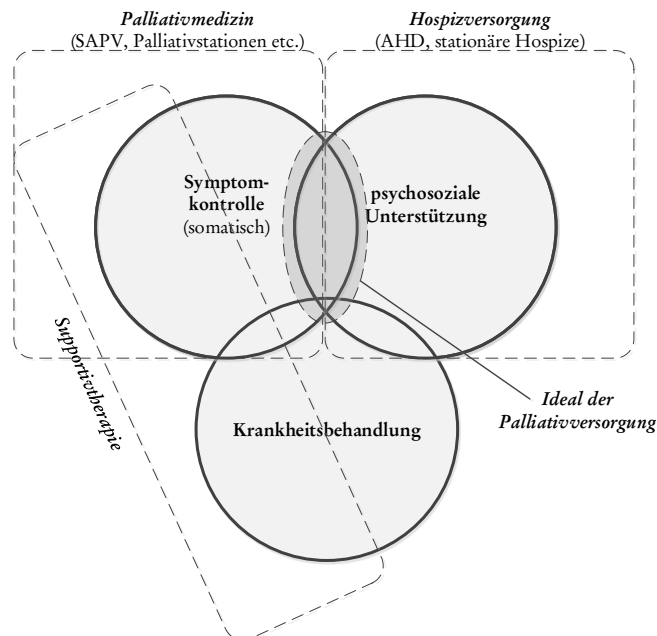 Palliativmedizin
(SAPV, Palliativstationen etc.)
Hospizversorgung
(AHD, stationäre Hospize)
Symptom-
kontrolle
(somatisch)
psychosoziale
Unterstützung
Supportivtherapie
Ideal der
Palliativversorgung
Krankheitsbehandlung